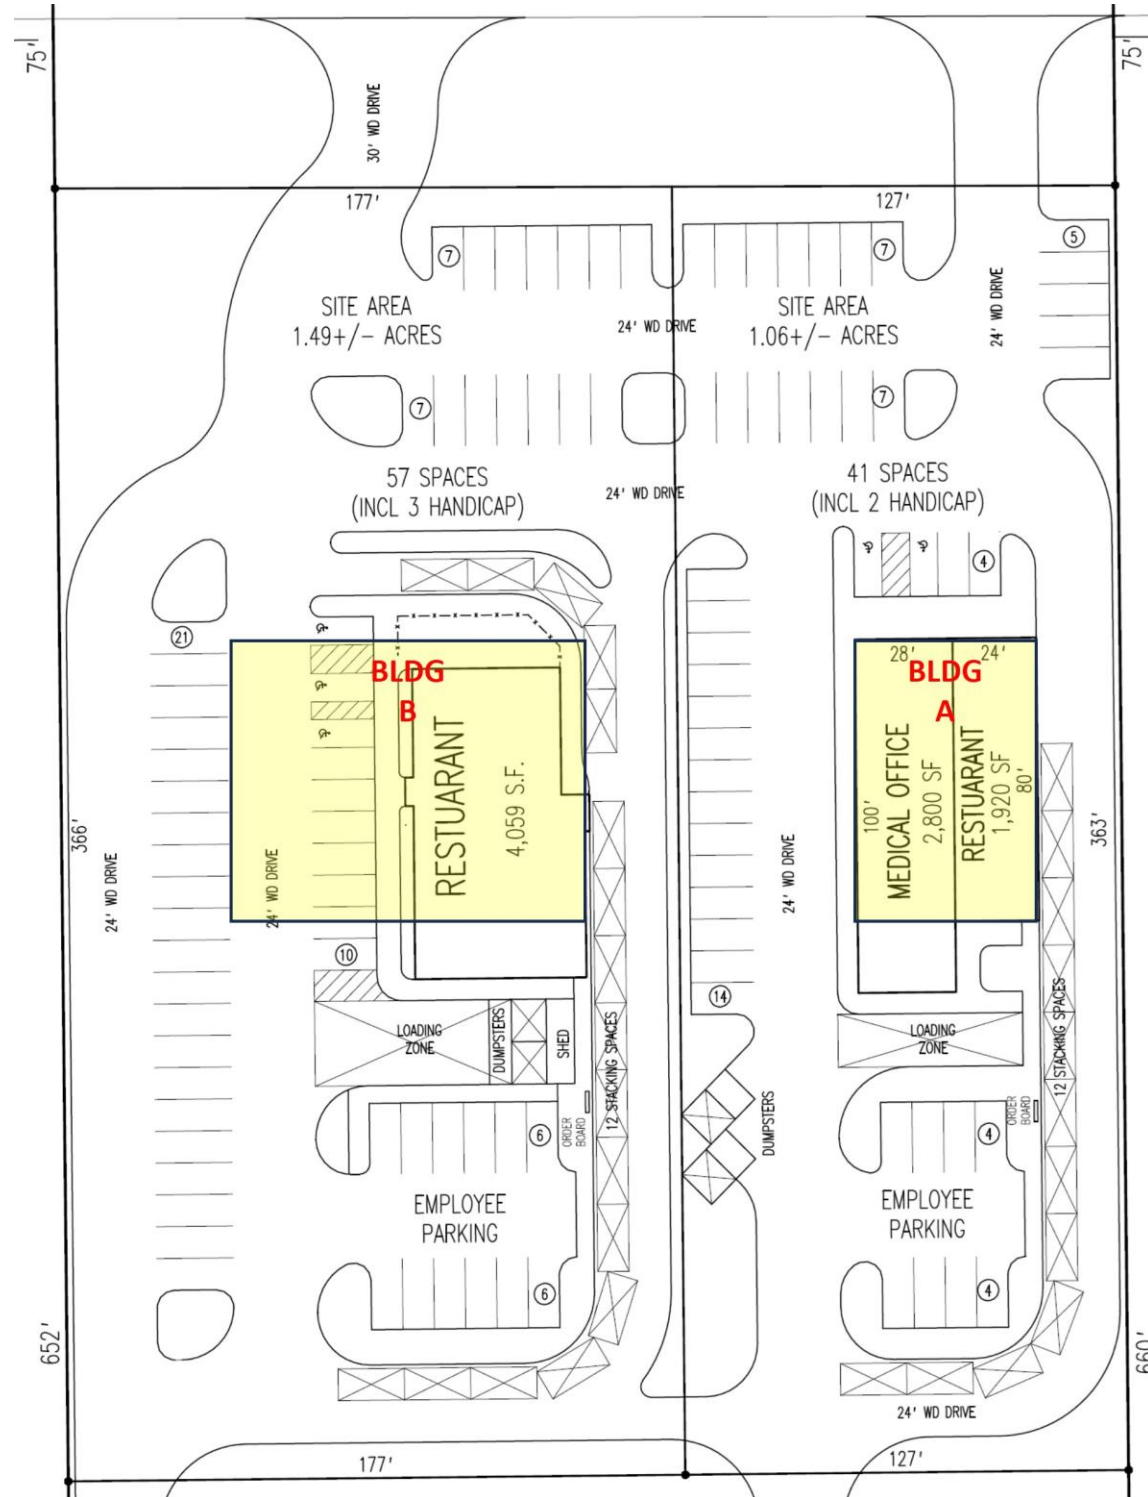 75'
75'
30' WD DRIVE
177'
127'
7
7
5
SITE AREA
1.49+/- ACRES
24' WD DRIVE
SITE AREA
1.06+/- ACRES
24' WD DRIVE
7
7
57 SPACES
(INCL 3 HANDICAP)
24' WD DRIVE
41 SPACES
(INCL 2 HANDICAP)
4
21
BLDG
B
RESTUARANT
4,059 S.F.
28'
24'
BLDG
A
100'
MEDICAL OFFICE
2,800 SF
RESTUARANT
1,920 SF
80'
366'
24' WD DRIVE
24' WD DRIVE
24' WD DRIVE
363'
10
14
LOADING
ZONE
DUMPSTERS
SHED
12 STACKING SPACES
LOADING
ZONE
12 STACKING SPACES
6
ORDER
BOARD
DUMPSTERS
4
ORDER
BOARD
EMPLOYEE
PARKING
EMPLOYEE
PARKING
6
4
652'
660'
24' WD DRIVE
177'
127'